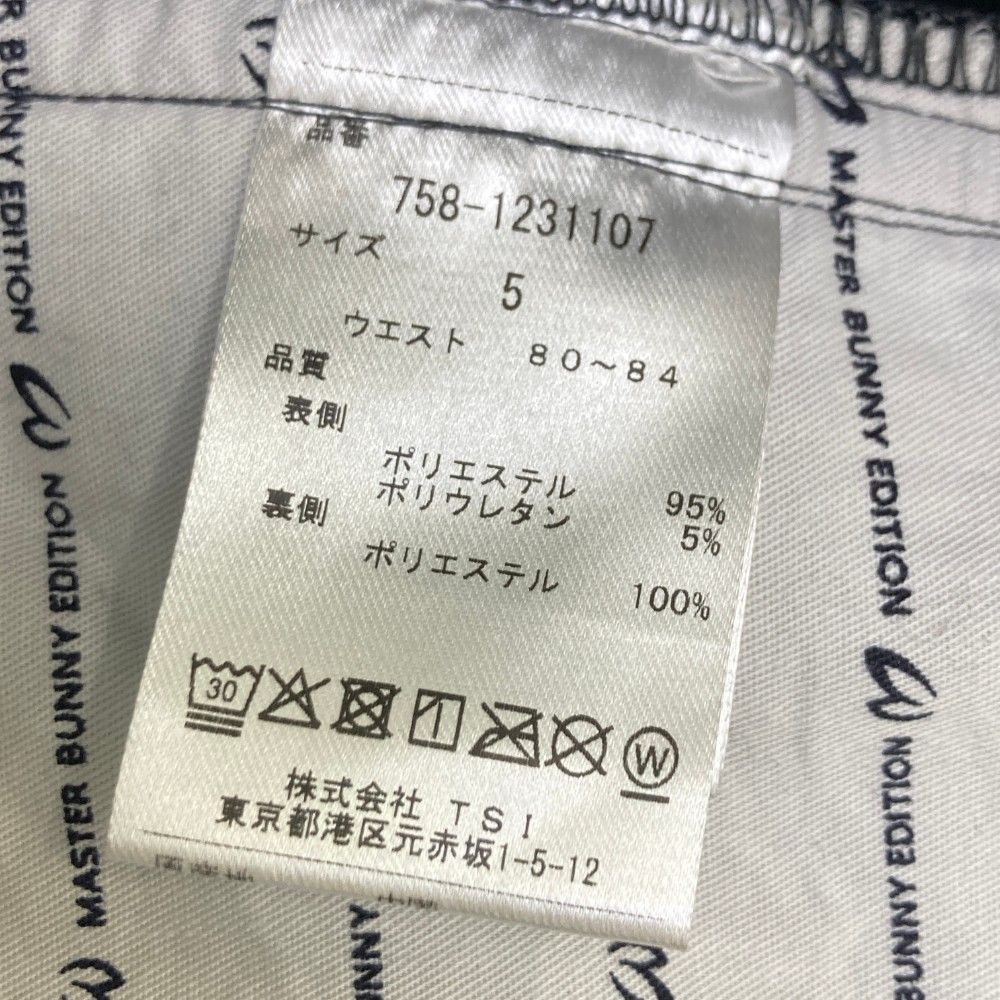 品番
758-1231107
サイズ
5
ウエスト 80~84
品質
表側
ポリエステル 95%
ポリウレタン 5%
裏側
ポリエステル 100%
30
W
株式会社 TSI
東京都港区元赤坂1-5-12
BUNNY EDITION
MASTER BUNNY EDITION
MASTER BUNNY EDITION
BUNNY EDITION
MASTER BUNNY